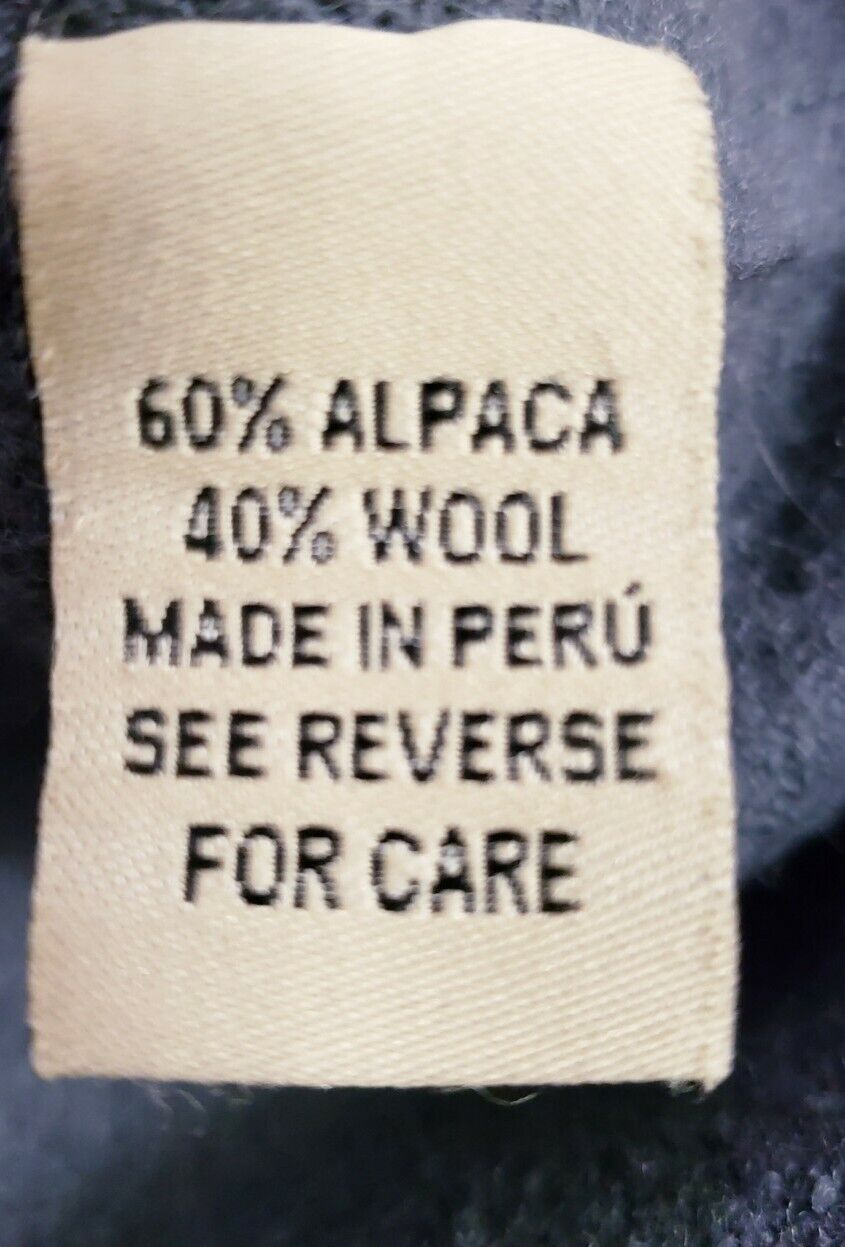 60% ALPACA
40% WOOL
MADE IN PERÚ
SEE REVERSE
FOR CARE